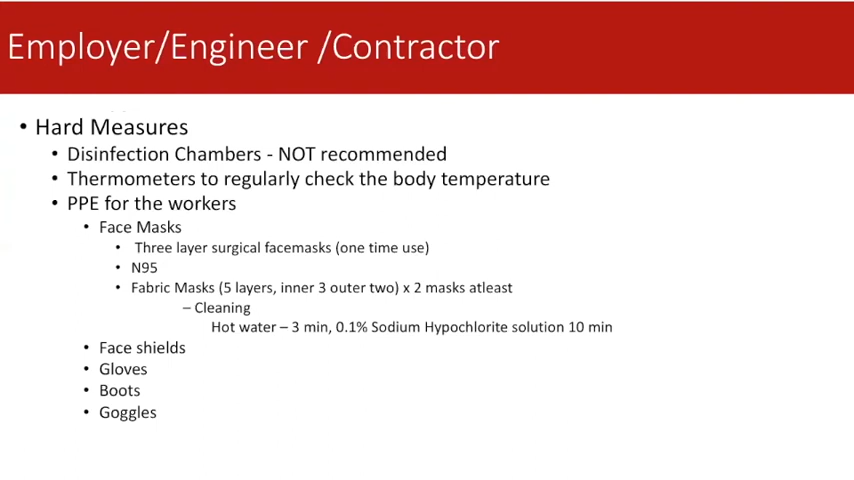 Employer/Engineer /Contractor
• Hard Measures
• Disinfection Chambers - NOT recommended
• Thermometers to regularly check the body temperature
• PPE for the workers
• Face Masks
• Three layer surgical facemasks (one time use)
• N95
• Fabric Masks (5 layers, inner 3 outer two) x 2 masks atleast
– Cleaning
Hot water – 3 min, 0.1% Sodium Hypochlorite solution 10 min
• Face shields
• Gloves
• Boots
• Goggles